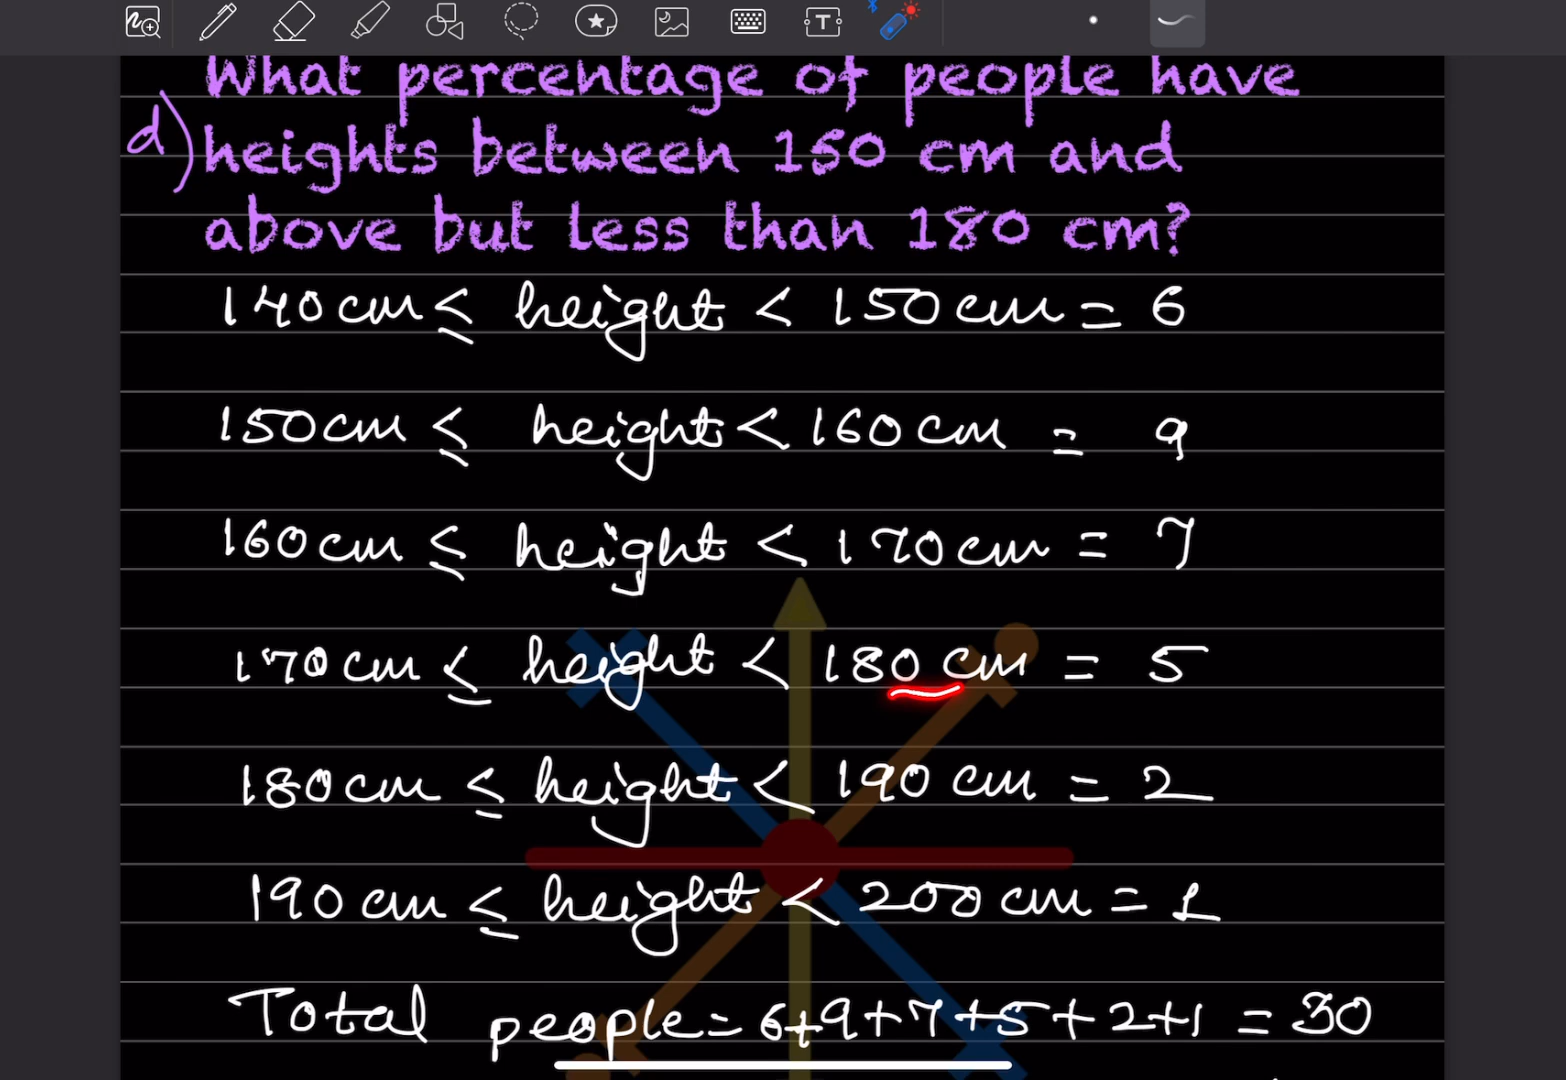 What percentage of people have
d) heights between 150 cm and
above but less than 180 cm?
140 cm ≤ height < 150 cm = 6
150 cm ≤ height < 160 cm = 9
160 cm ≤ height < 170 cm = 7
170 cm ≤ height < 180 cm = 5
180 cm ≤ height < 190 cm = 2
190 cm ≤ height < 200 cm = 1
Total people = 6+9+7+5+2+1 = 30